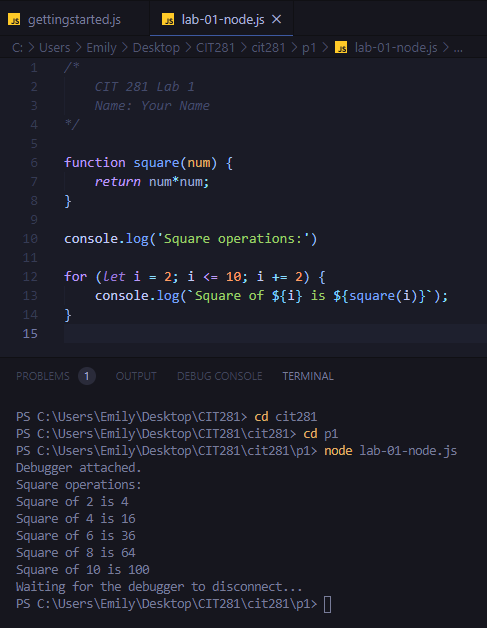 JS gettingstarted.js JS lab-01-node.js ×
C: > Users > Emily > Desktop > CIT281 > cit281 > p1 > JS lab-01-node.js > ...
1 /*
2 CIT 281 Lab 1
3 Name: Your Name
4 */
5
6 function square(num) {
7 return num*num;
8 }
9
10 console.log('Square operations:')
11
12 for (let i = 2; i <= 10; i += 2) {
13 console.log(`Square of ${i} is ${square(i)}`);
14 }
15
PROBLEMS 1 OUTPUT DEBUG CONSOLE TERMINAL
PS C:\Users\Emily\Desktop\CIT281> cd cit281
PS C:\Users\Emily\Desktop\CIT281\cit281> cd p1
PS C:\Users\Emily\Desktop\CIT281\cit281\p1> node lab-01-node.js
Debugger attached.
Square operations:
Square of 2 is 4
Square of 4 is 16
Square of 6 is 36
Square of 8 is 64
Square of 10 is 100
Waiting for the debugger to disconnect...
PS C:\Users\Emily\Desktop\CIT281\cit281\p1>